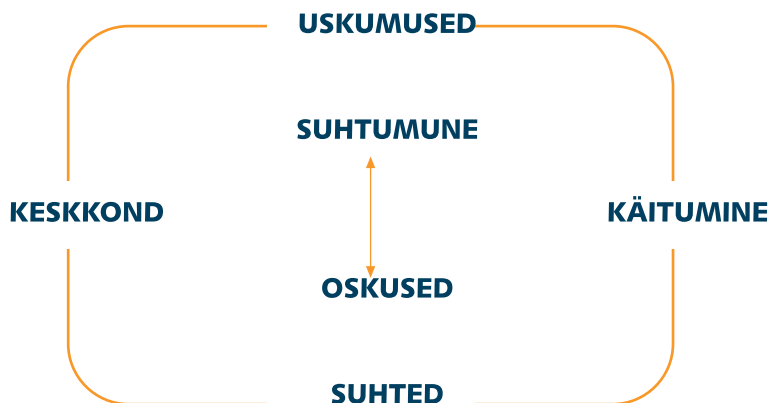 USKUMUSED
SUHTUMUNE
KESKKOND
KÄITUMINE
OSKUSED
SUHTED